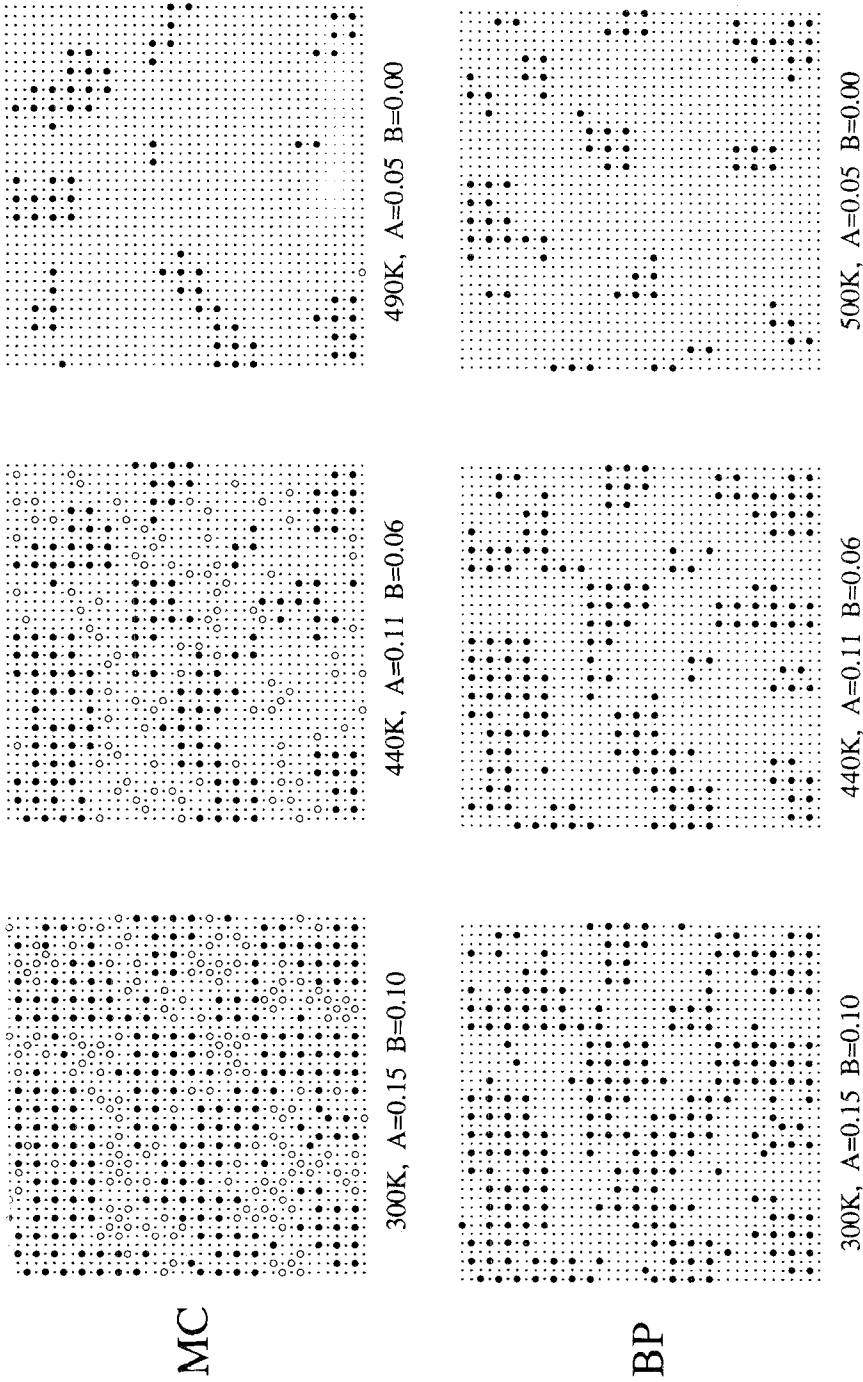 MC
300K, A=0.15 B=0.10
440K, A=0.11 B=0.06
490K, A=0.05 B=0.00
BP
300K, A=0.15 B=0.10
440K, A=0.11 B=0.06
500K, A=0.05 B=0.00